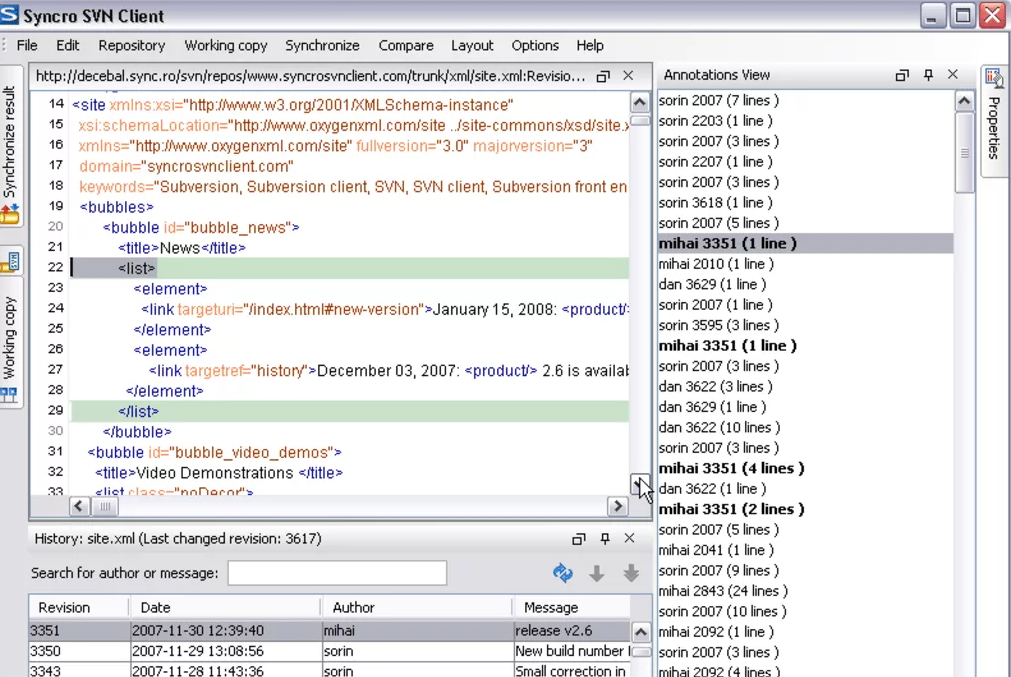 Syncro SVN Client
File Edit Repository Working copy Synchronize Compare Layout Options Help
Synchronize result
Working copy
http://decebal.sync.ro/svn/repos/www.syncrosvnclient.com/trunk/xml/site.xml:Revisio...
14 <site xmlns:xsi="http://www.w3.org/2001/XMLSchema-instance"
15 xsi:schemaLocation="http://www.oxygenxml.com/site ../site-commons/xsd/site.x
16 xmlns="http://www.oxygenxml.com/site" fullversion="3.0" majorversion="3"
17 domain="syncrosvnclient.com"
18 keywords="Subversion, Subversion client, SVN, SVN client, Subversion front en
19 <bubbles>
20 <bubble id="bubble_news">
21 <title>News</title>
22 <list>
23 <element>
24 <link targeturi="/index.html#new-version">January 15, 2008: <product/>
25 </element>
26 <element>
27 <link targetref="history">December 03, 2007: <product/> 2.6 is availab
28 </element>
29 </list>
30 </bubble>
31 <bubble id="bubble_video_demos">
32 <title>Video Demonstrations </title>
33 <list class="noDecor">
History: site.xml (Last changed revision: 3617)
Search for author or message:
Revision Date Author Message
3351 2007-11-30 12:39:40 mihai release v2.6
3350 2007-11-29 13:08:56 sorin New build number
3343 2007-11-28 11:43:36 sorin Small correction in
Annotations View
sorin 2007 (7 lines )
sorin 2203 (1 line )
sorin 2007 (3 lines )
sorin 2207 (1 line )
sorin 2007 (3 lines )
sorin 3618 (1 line )
sorin 2007 (5 lines )
mihai 3351 (1 line )
mihai 2010 (1 line )
dan 3629 (1 line )
sorin 2007 (1 line )
sorin 3595 (3 lines )
mihai 3351 (1 line )
sorin 2007 (3 lines )
dan 3622 (3 lines )
dan 3629 (1 line )
dan 3622 (10 lines )
sorin 2007 (3 lines )
mihai 3351 (4 lines )
dan 3622 (1 line )
mihai 3351 (2 lines )
sorin 2007 (5 lines )
mihai 2041 (1 line )
sorin 2007 (9 lines )
mihai 2843 (24 lines )
sorin 2007 (10 lines )
mihai 2092 (1 line )
sorin 2007 (3 lines )
mihai 2092 (4 lines )
Properties